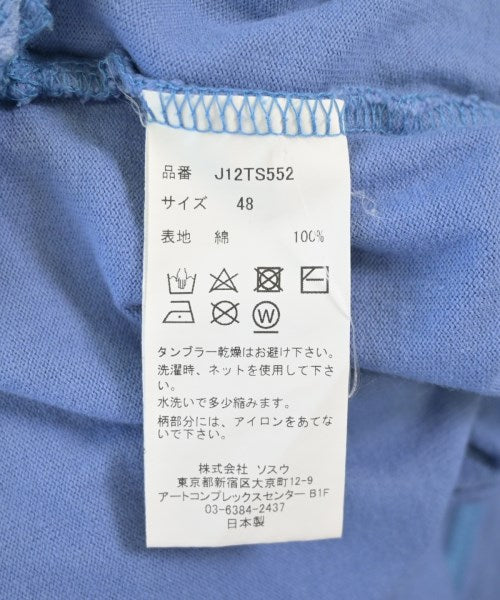 品番 J12TS552
サイズ 48
表地 綿 100%
W
タンブラー乾燥はお避け下さい。
洗濯時、ネットを使用して下さ
い。
水洗いで多少縮みます。
柄部分には、アイロンをあてな
いで下さい。
株式会社 ソスウ
東京都新宿区大京町12-9
アートコンプレックスセンター B1F
03-6384-2437
日本製